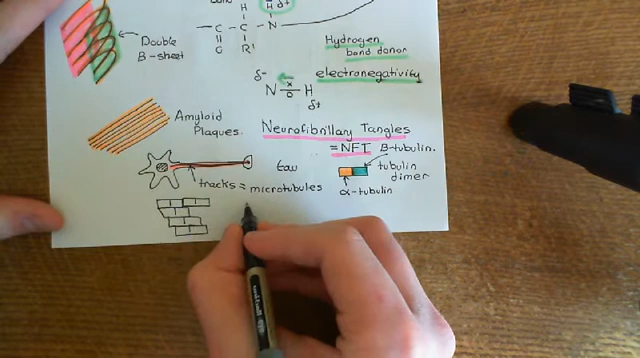 H H δ+
— C — C — N
O R'
Double
B-sheet
Hydrogen
bond donor
electronegativity
δ-
N x o H
δ+
Amyloid
Plaques.
Neurofibrillary Tangles
= NFT
B-tubulin.
tau
tubulin
dimer
tracks = microtubules
α-tubulin